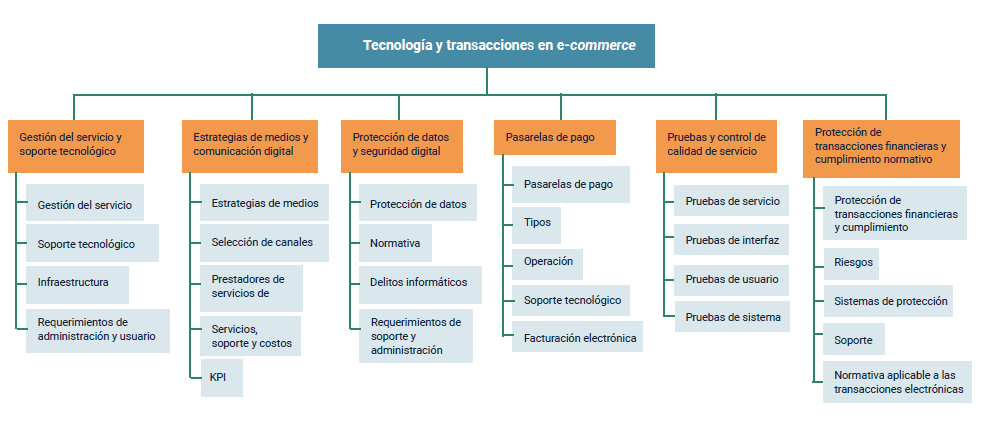 Tecnología y transacciones en e-commerce
Gestión del servicio y
soporte tecnológico
Gestión del servicio
Soporte tecnológico
Infraestructura
Requerimientos de
administración y usuario
Estrategias de medios y
comunicación digital
Estrategias de medios
Selección de canales
Prestadores de
servicios de
Servicios,
soporte y costos
KPI
Protección de datos
y seguridad digital
Protección de datos
Normativa
Delitos informáticos
Requerimientos de
soporte y
administración
Pasarelas de pago
Pasarelas de pago
Tipos
Operación
Soporte tecnológico
Facturación electrónica
Pruebas y control de
calidad de servicio
Pruebas de servicio
Pruebas de interfaz
Pruebas de usuario
Pruebas de sistema
Protección de
transacciones financieras y
cumplimiento normativo
Protección de
transacciones financieras
y cumplimiento
Riesgos
Sistemas de protección
Soporte
Normativa aplicable a las
transacciones electrónicas